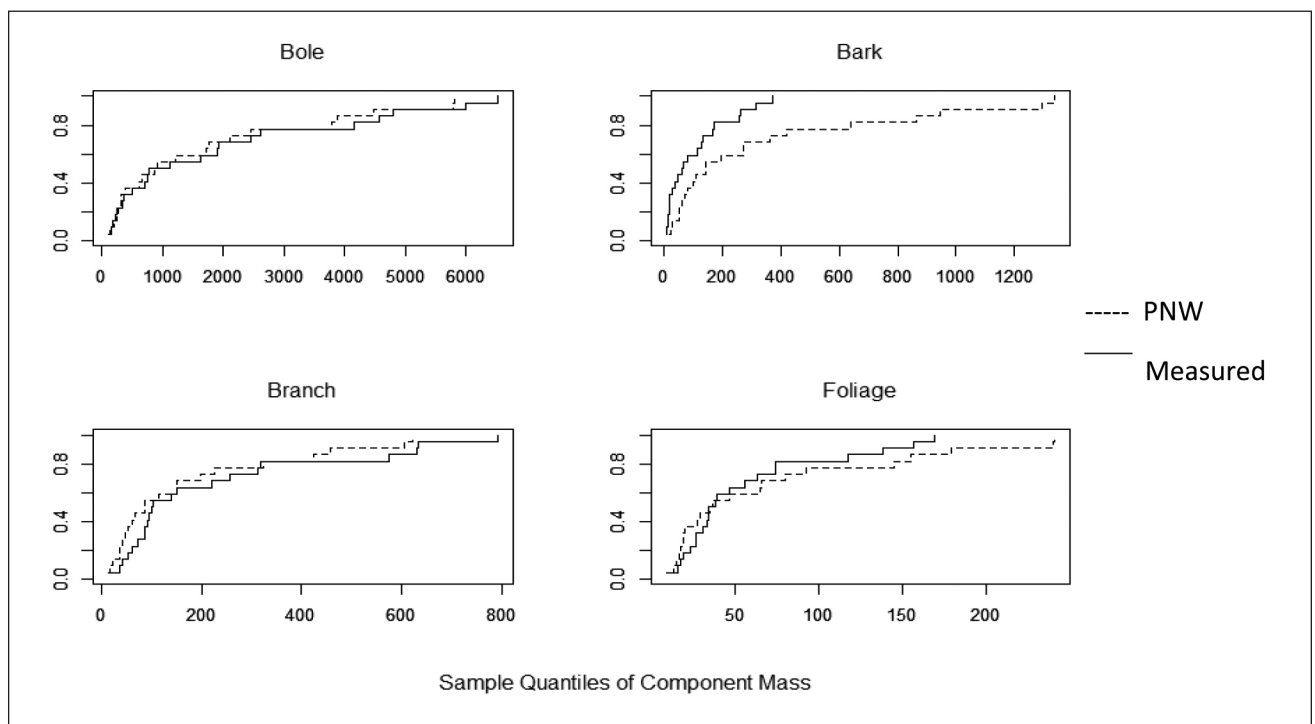 Bole
Bark
0.0 0.4 0.8
0 1000 2000 3000 4000 5000 6000
0.0 0.4 0.8
0 200 400 600 800 1000 1200
PNW
Measured
Branch
Foliage
0.0 0.4 0.8
0 200 400 600 800
0.0 0.4 0.8
50 100 150 200
Sample Quantiles of Component Mass